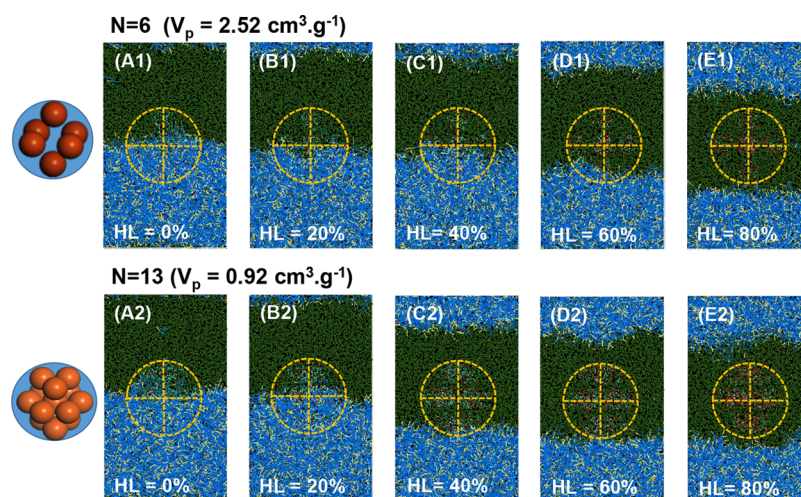 N=6 (Vp = 2.52 cm³.g⁻¹)
(A1) (B1) (C1) (D1) (E1)
HL = 0% HL = 20% HL= 40% HL = 60% HL= 80%
N=13 (Vp = 0.92 cm³.g⁻¹)
(A2) (B2) (C2) (D2) (E2)
HL = 0% HL = 20% HL= 40% HL = 60% HL= 80%